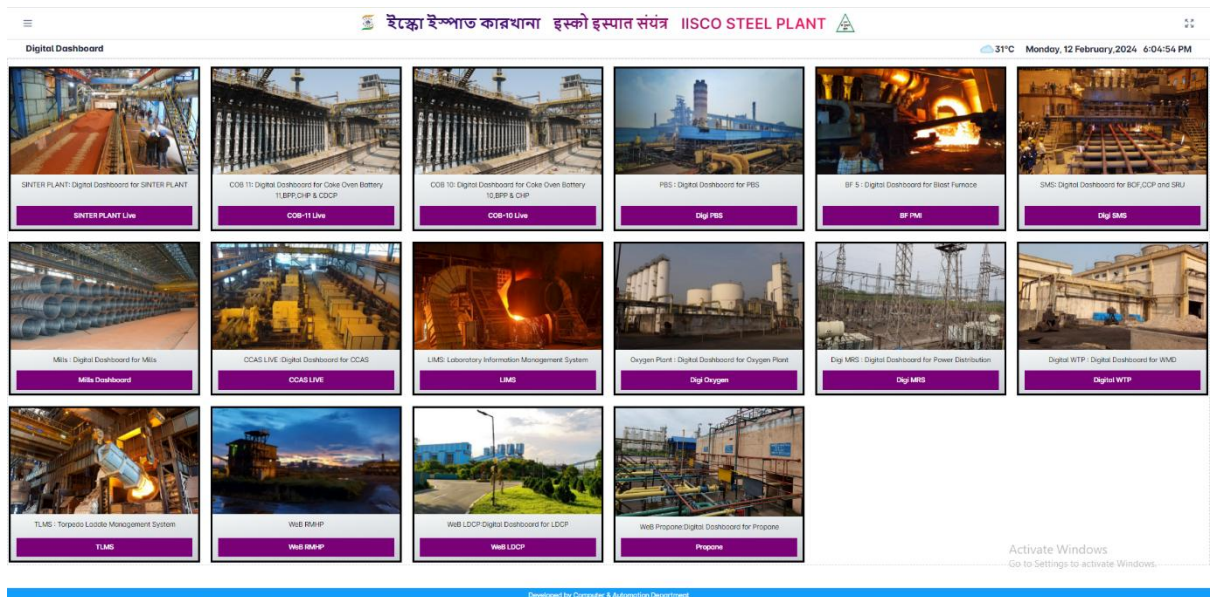 ইস্কো ইস্পাত কারখানা इस्को इस्पात संयंत्र IISCO STEEL PLANT
Digital Dashboard
31°C Monday, 12 February,2024 6:04:54 PM
SINTER PLANT: Digital Dashboard for SINTER PLANT
SINTER PLANT Live
COB 11: Digital Dashboard for Coke Oven Battery
11,BPP,CHP & CDCP
COB-11 Live
COB 10: Digital Dashboard for Coke Oven Battery
10,BPP & CHP
COB-10 Live
PBS : Digital Dashboard for PBS
Digi PBS
BF 5 : Digital Dashboard for Blast Furnace
BF PMI
SMS: Digital Dashboard for BOF,CCP and SRU
Digi SMS
Mills : Digital Dashboard for Mills
Mills Dashboard
CCAS LIVE :Digital Dashboard for CCAS
CCAS LIVE
LIMS: Laboratory Information Management System
LIMS
Oxygen Plant : Digital Dashboard for Oxygen Plant
Digi Oxygen
Digi MRS : Digital Dashboard for Power Distribution
Digi MRS
Digital WTP : Digital Dashboard for WMD
Digital WTP
TLMS : Torpedo Laddle Management System
TLMS
WeB RMHP
WeB RMHP
WeB LDCP:Digital Dashboard for LDCP
WeB LDCP
WeB Propane:Digital Dashboard for Propane
Propane
Activate Windows
Go to Settings to activate Windows.
Developed by Computer & Automation Department